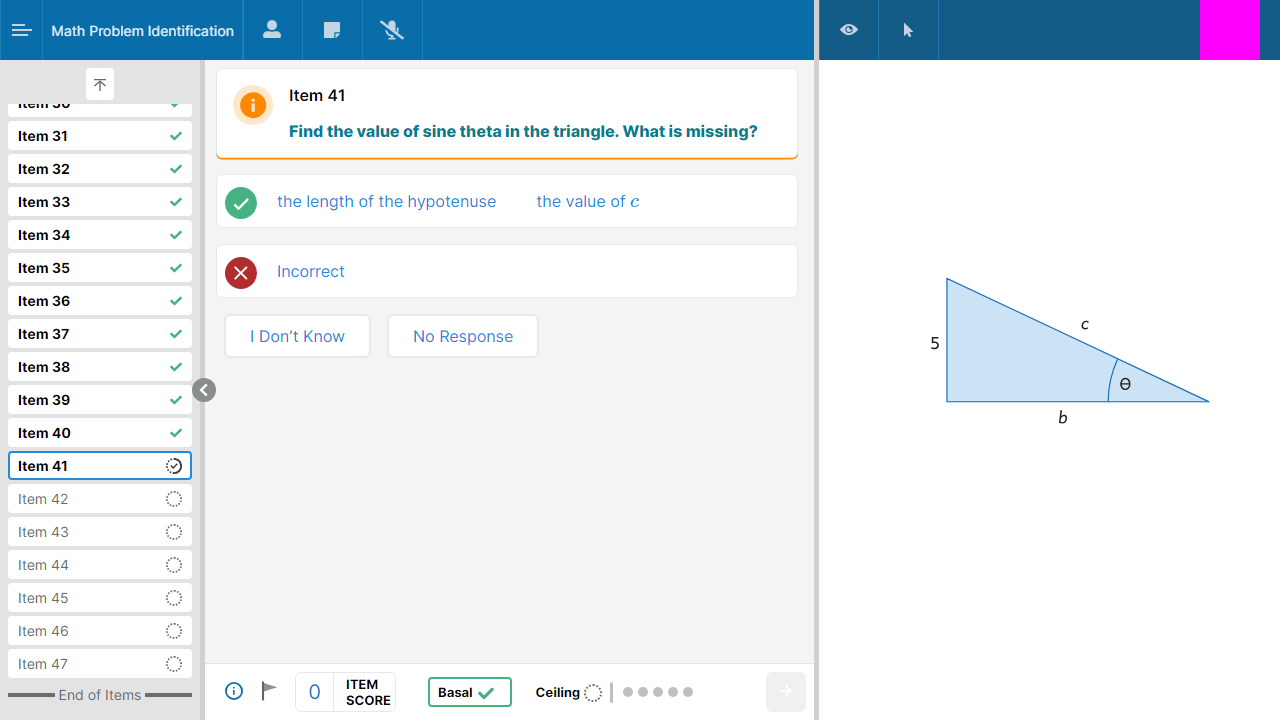 Math Problem Identification
Item 30
Item 31
Item 32
Item 33
Item 34
Item 35
Item 36
Item 37
Item 38
Item 39
Item 40
Item 41
Item 42
Item 43
Item 44
Item 45
Item 46
Item 47
End of Items
Item 41
Find the value of sine theta in the triangle. What is missing?
the length of the hypotenuse the value of c
Incorrect
I Don't Know No Response
0 ITEM SCORE
Basal
Ceiling
c
5
θ
b